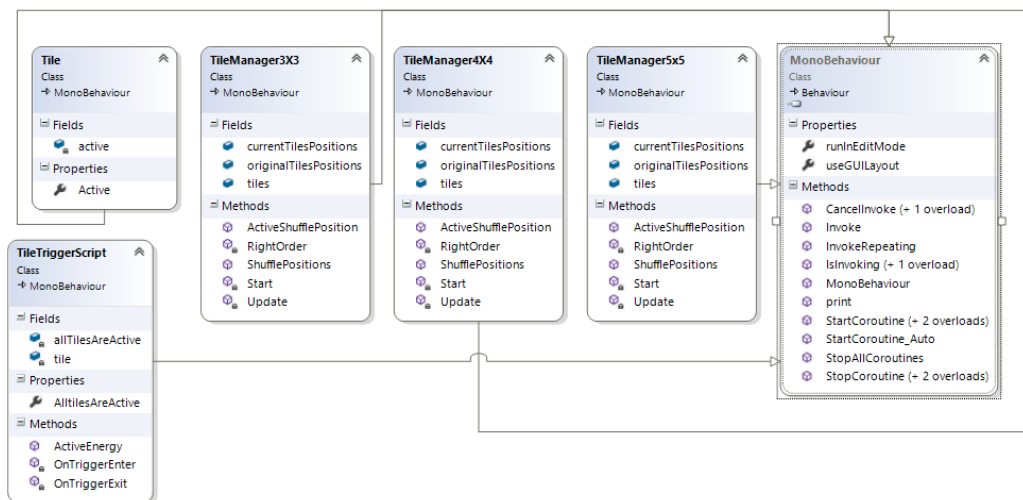 Tile
Class
MonoBehaviour
Fields
active
Properties
Active
TileManager3X3
Class
MonoBehaviour
Fields
currentTilesPositions
originalTilesPositions
tiles
Methods
ActiveShufflePosition
RightOrder
ShufflePositions
Start
Update
TileManager4X4
Class
MonoBehaviour
Fields
currentTilesPositions
originalTilesPositions
tiles
Methods
ActiveShufflePosition
RightOrder
ShufflePositions
Start
Update
TileManager5x5
Class
MonoBehaviour
Fields
currentTilesPositions
originalTilesPositions
tiles
Methods
ActiveShufflePosition
RightOrder
ShufflePositions
Start
Update
MonoBehaviour
Class
Behaviour
Properties
runInEditMode
useGUILayout
Methods
CancelInvoke (+ 1 overload)
Invoke
InvokeRepeating
IsInvoking (+ 1 overload)
MonoBehaviour
print
StartCoroutine (+ 2 overloads)
StartCoroutine_Auto
StopAllCoroutines
StopCoroutine (+ 2 overloads)
TileTriggerScript
Class
MonoBehaviour
Fields
allTilesAreActive
tile
Properties
AlltilesAreActive
Methods
ActiveEnergy
OnTriggerEnter
OnTriggerExit